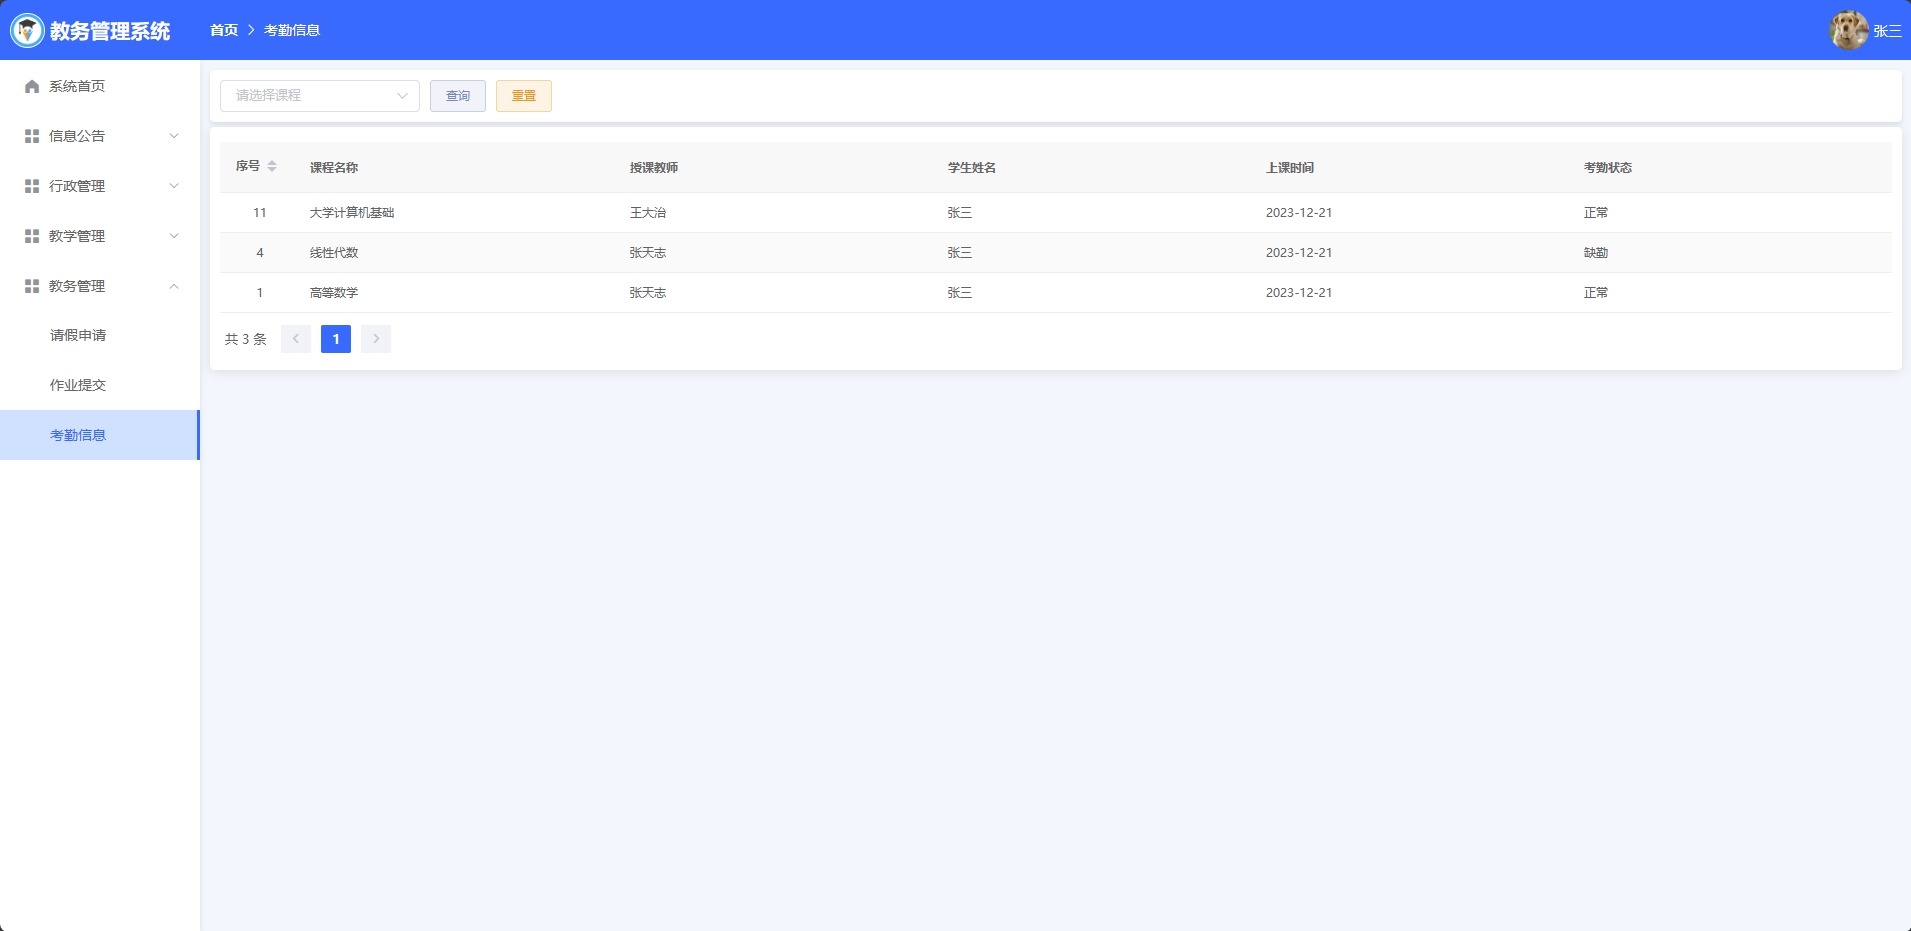 教务管理系统
首页 > 考勤信息
张三
系统首页
信息公告
行政管理
教学管理
教务管理
请假申请
作业提交
考勤信息
请选择课程
查询
重置
序号 课程名称 授课教师 学生姓名 上课时间 考勤状态
11 大学计算机基础 王大治 张三 2023-12-21 正常
4 线性代数 张天志 张三 2023-12-21 缺勤
1 高等数学 张天志 张三 2023-12-21 正常
共 3 条 < 1 >